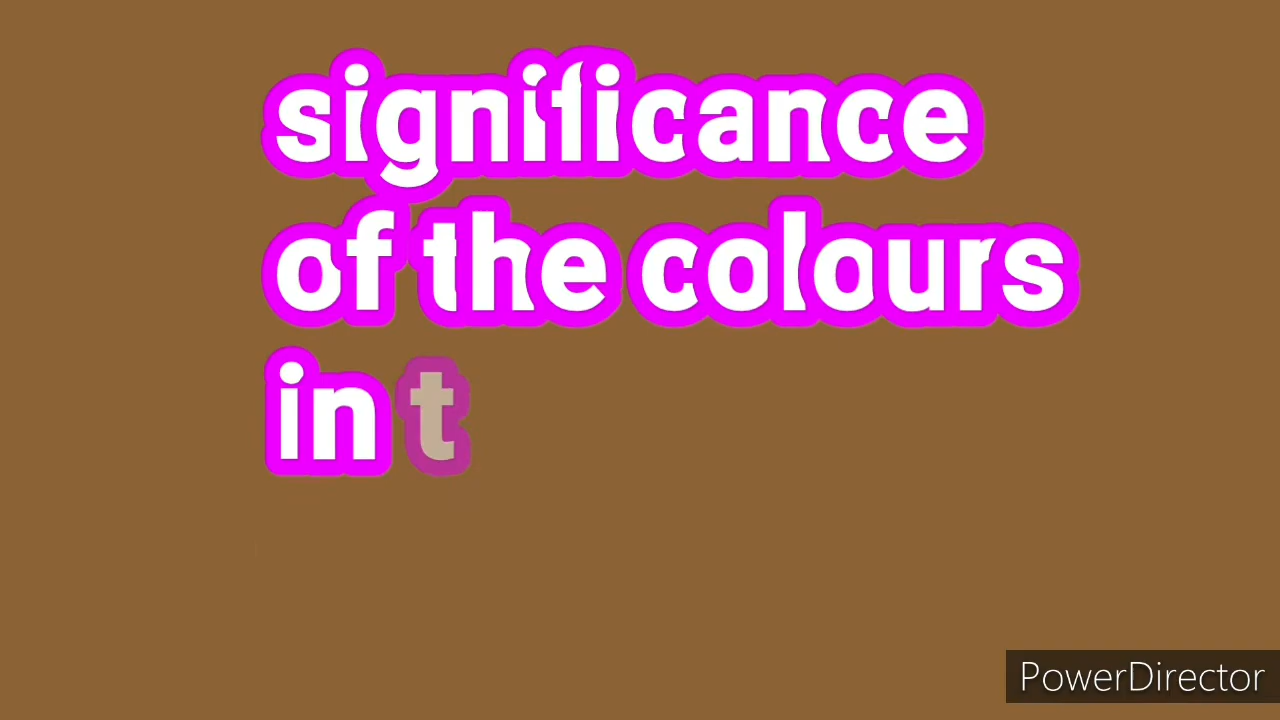 significance
of the colours
in t
PowerDirector